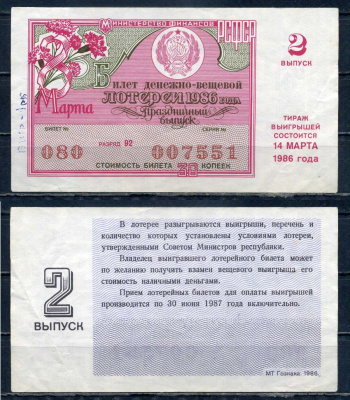 Министерство финансов РСФСР
Билет денежно-вещевой
8 Марта
лотереи 1986 года
Праздничный выпуск
БИЛЕТ № РАЗРЯД 92 СЕРИЯ №
080 007551
СТОИМОСТЬ БИЛЕТА КОПЕЕК
2
ВЫПУСК
ТИРАЖ
ВЫИГРЫШЕЙ
СОСТОИТСЯ
14 МАРТА
1986 года
2
ВЫПУСК
В лотерее разыгрываются выигрыши, перечень и
количество которых установлены условиями лотереи,
утвержденными Советом Министров республики.
Владелец выигравшего лотерейного билета может
по желанию получить взамен вещевого выигрыша его
стоимость наличными деньгами.
Прием лотерейных билетов для оплаты выигрышей
производится по 30 июня 1987 года включительно.
МТ Гознака. 1986.